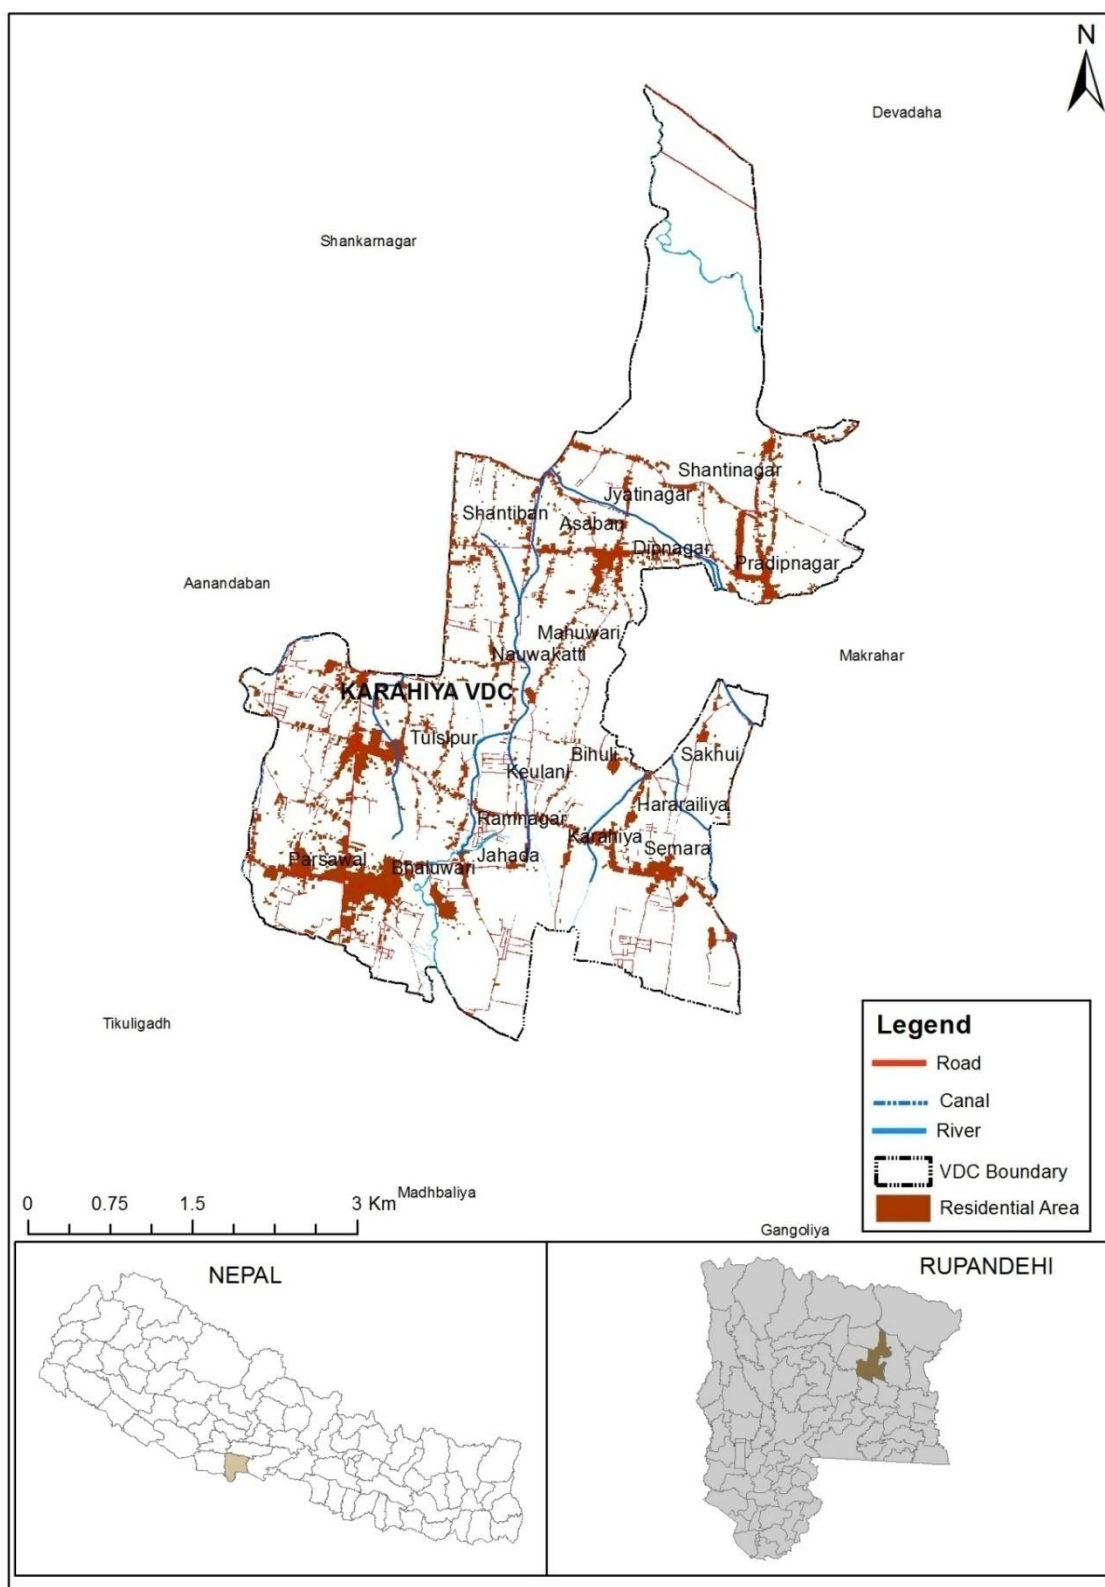 N
Devadaha
Shankarnagar
Shantinagar
Jyatinagar
Shantiban
Asaban
Dipnagar
Pradipnagar
Aanandaban
Mahuwari
Nauwakatti
Makrahar
KARAHIYA VDC
Tulsipur
Bihuli
Sakhui
Keulani
Hararailiya
Ramnagar
Karahiya
Semara
Jahada
Parsawal
Bhaluwari
Tikuligadh
Legend
Road
Canal
River
VDC Boundary
Residential Area
Madhbaliya
0 0.75 1.5 3 Km
Gangoliya
NEPAL
RUPANDEHI